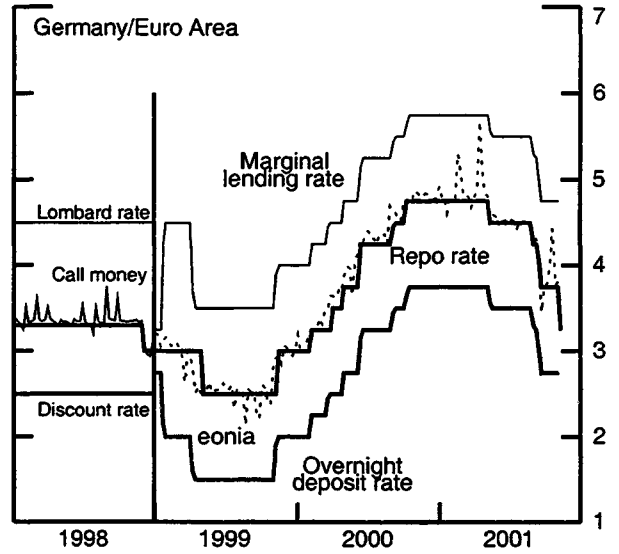 Germany/Euro Area
7
6
5
4
3
2
1
Marginal
lending rate
Lombard rate
Call money
Repo rate
Discount rate
eonia
Overnight
deposit rate
1998
1999
2000
2001